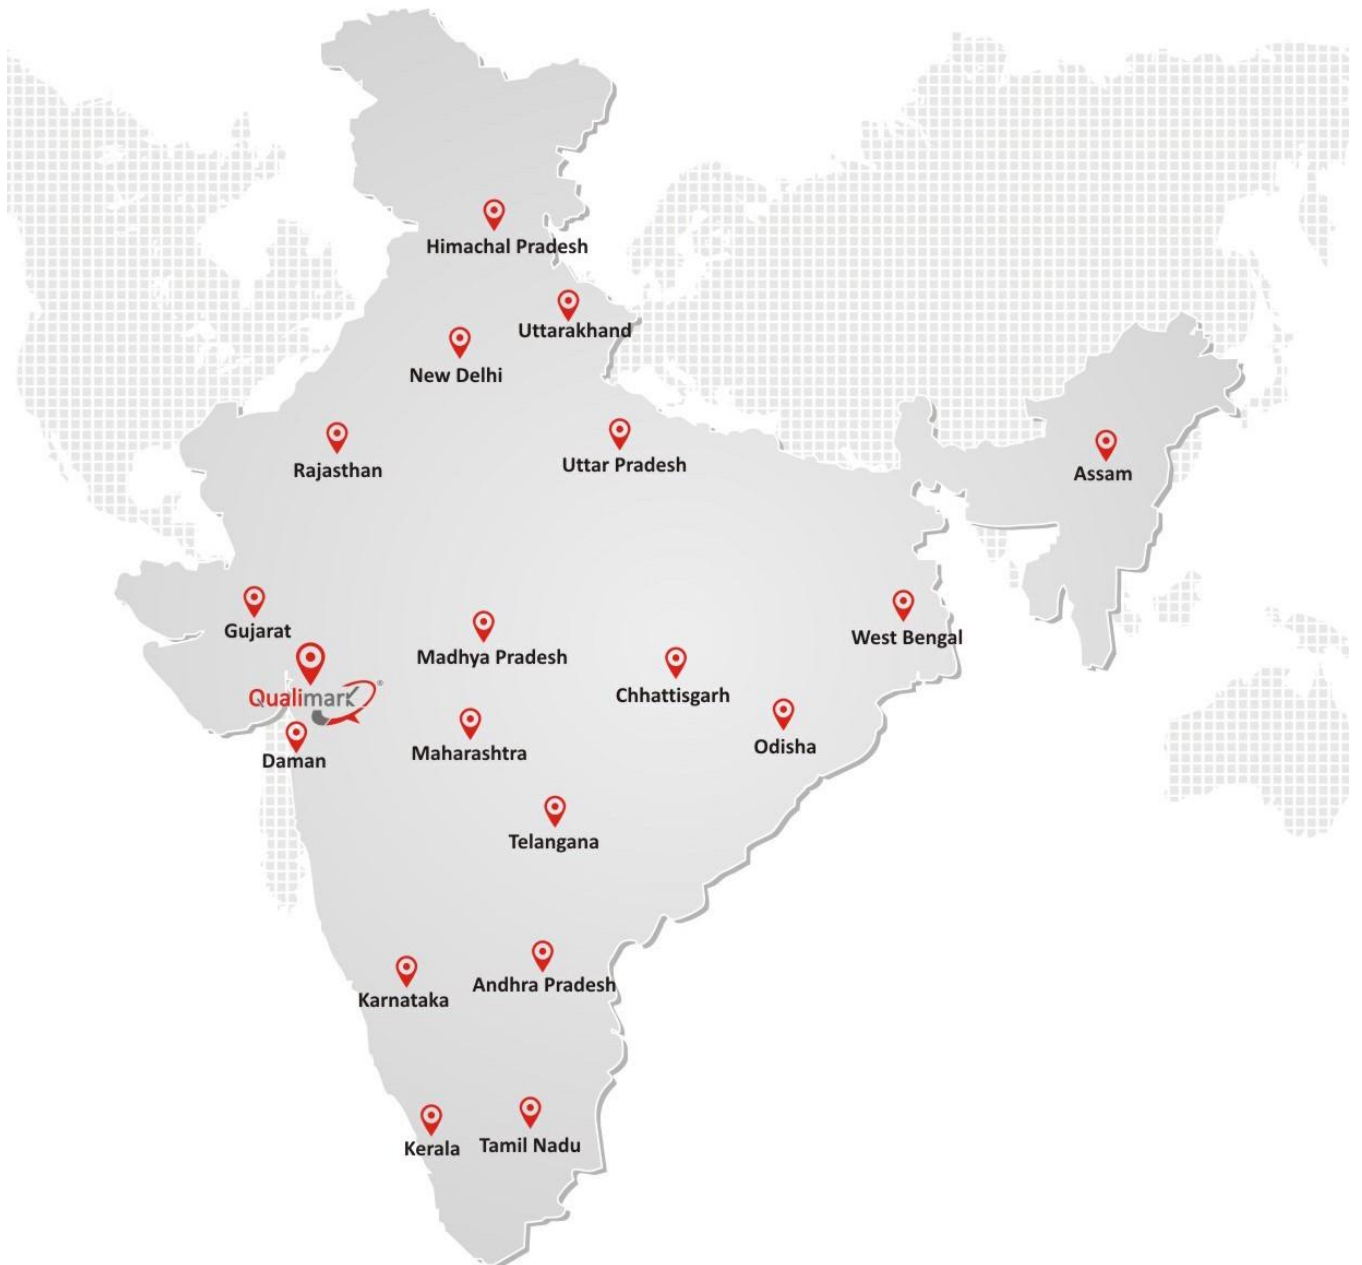 Himachal Pradesh
Uttarakhand
New Delhi
Uttar Pradesh
Rajasthan
Assam
Gujarat
West Bengal
Madhya Pradesh
Chhattisgarh
Qualimark®
Odisha
Maharashtra
Daman
Telangana
Andhra Pradesh
Karnataka
Kerala
Tamil Nadu